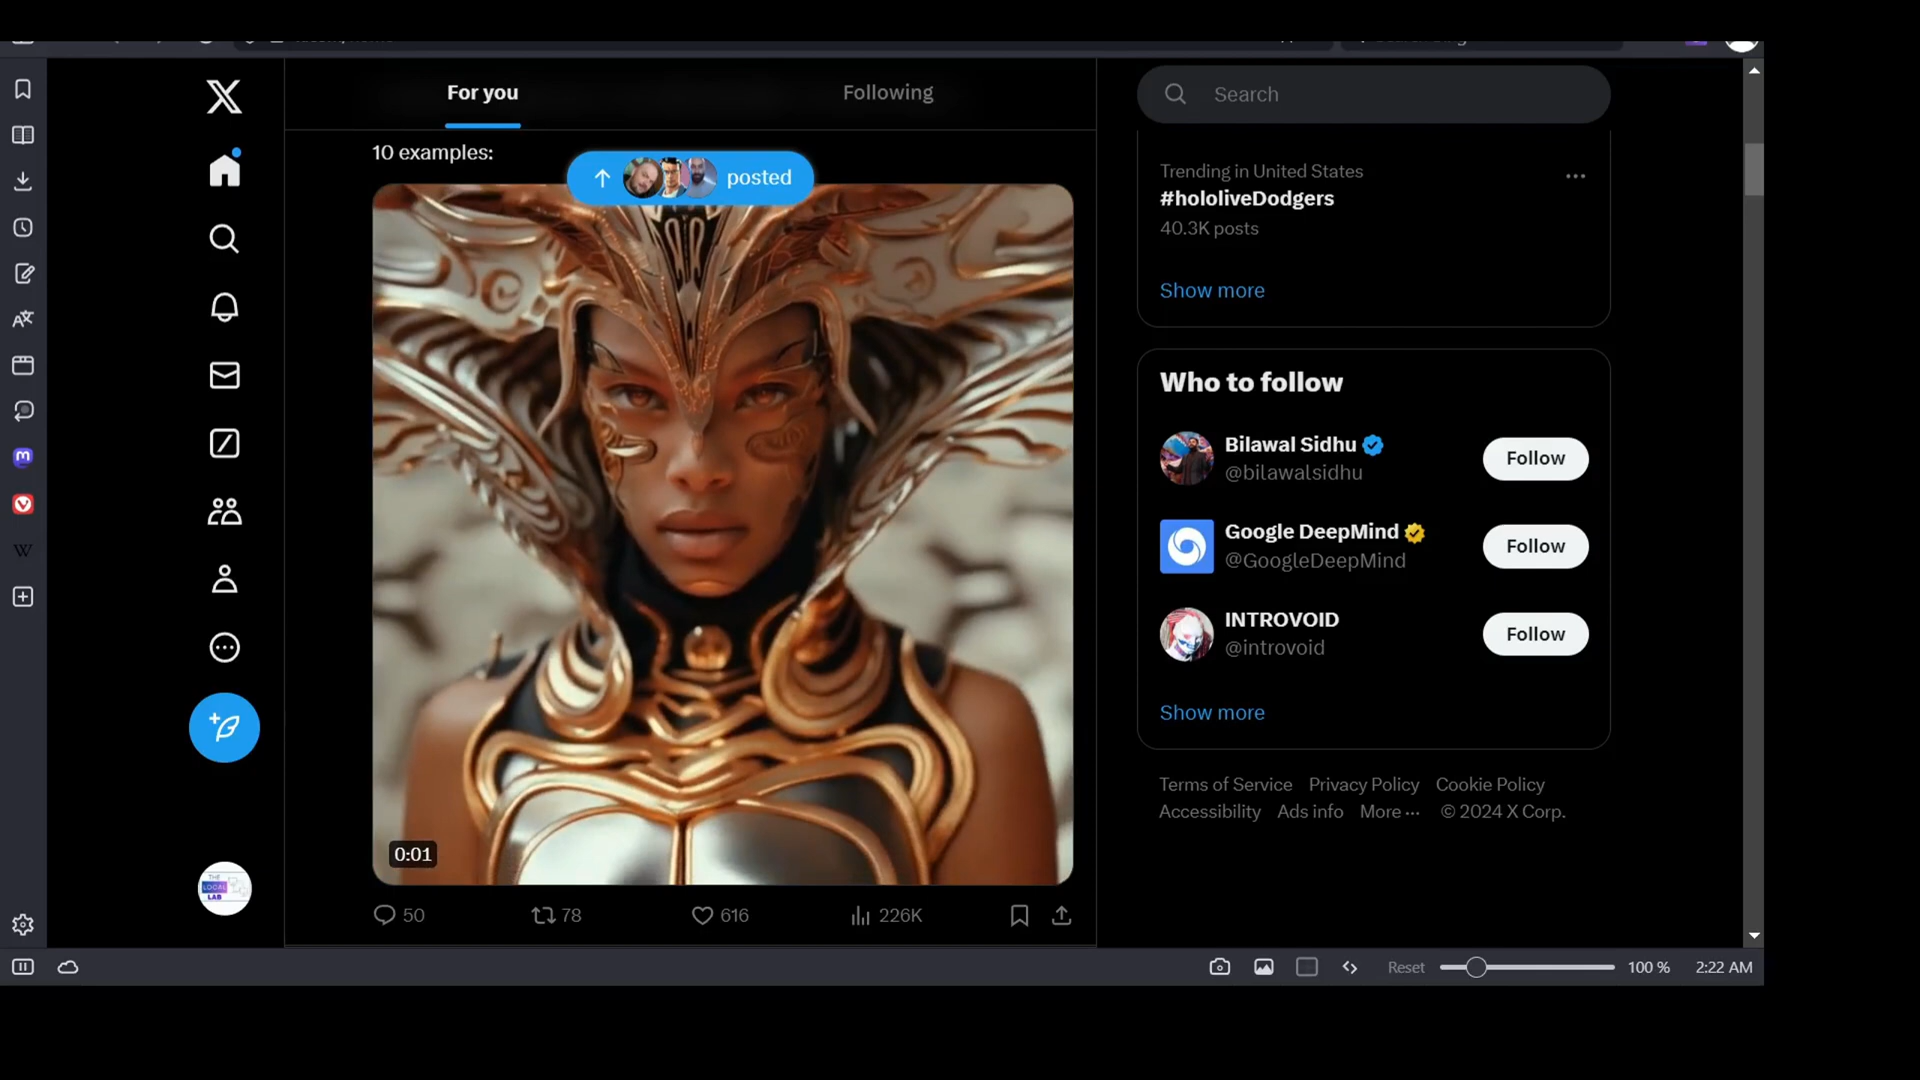 For you
Following
Search
10 examples:
posted
Trending in United States
#hololiveDodgers
40.3K posts
Show more
Who to follow
Bilawal Sidhu
@bilawalsidhu
Follow
Google DeepMind
@GoogleDeepMind
Follow
INTROVOID
@introvoid
Follow
Show more
Terms of Service Privacy Policy Cookie Policy
Accessibility Ads info More ··· © 2024 X Corp.
0:01
THE
LOCAL
LAB
50 78 616 226K
Reset 100 % 2:22 AM